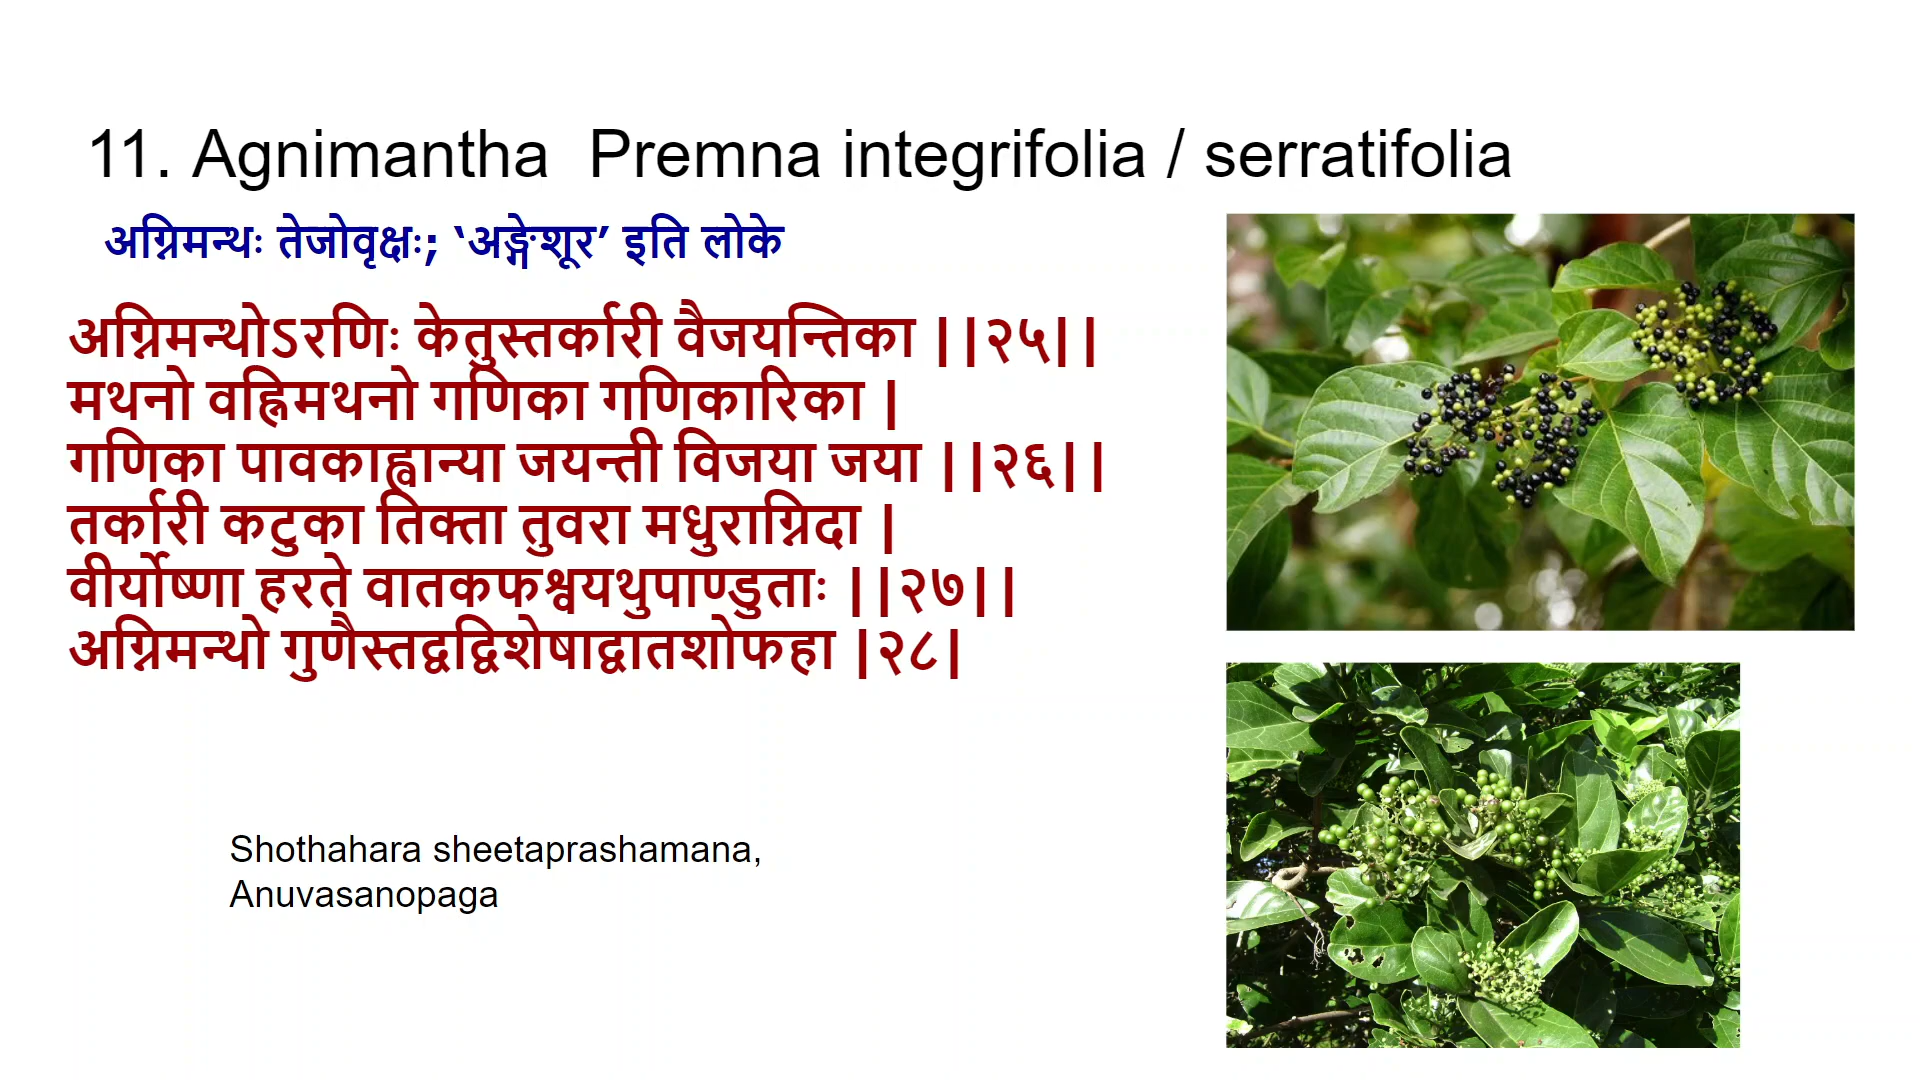 11. Agnimantha Premna integrifolia / serratifolia
अग्निमन्थः तेजोवृक्षः; ‘अङ्गेशूर’ इति लोके
अग्निमन्थोऽरणिः केतुस्तर्कारी वैजयन्तिका ||२५||
मथनो वह्निमथनो गणिका गणिकारिका |
गणिका पावकाह्वान्या जयन्ती विजया जया ||२६||
तर्कारी कटुका तिक्ता तुवरा मधुराग्निदा |
वीर्योष्णा हरते वातकफश्वयथुपाण्डुताः ||२७||
अग्निमन्थो गुणैस्तद्वद्विशेषाद्वातशोफहा |२८|
Shothahara sheetaprashamana,
Anuvasanopaga